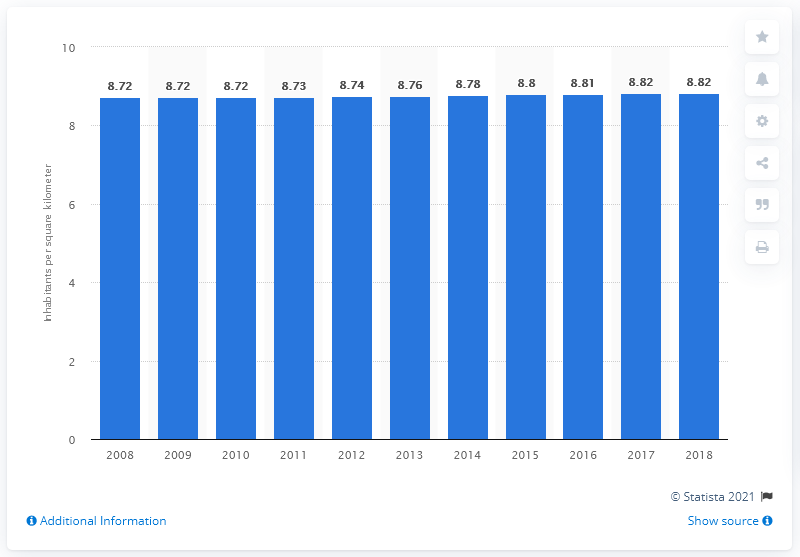 10
8
6
4
2
0
Inhabitants per square kilometer
8.72 8.72 8.72 8.73 8.74 8.76 8.78 8.8 8.81 8.82 8.82
2008 2009 2010 2011 2012 2013 2014 2015 2016 2017 2018
© Statista 2021
Additional Information
Show source